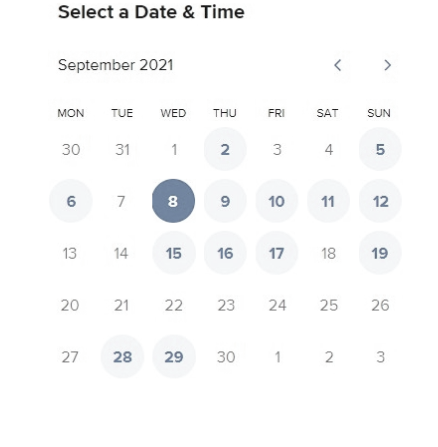 Select a Date & Time
September 2021
MON TUE WED THU FRI SAT SUN
30 31 1 2 3 4 5
6 7 8 9 10 11 12
13 14 15 16 17 18 19
20 21 22 23 24 25 26
27 28 29 30 1 2 3